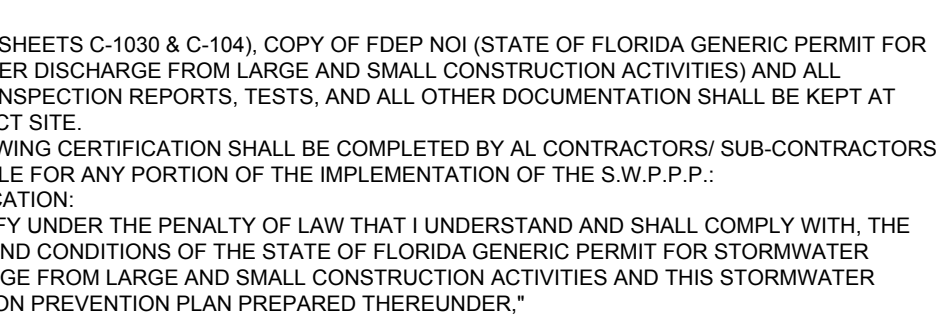 SHEETS C-1030 & C-104), COPY OF FDEP NOI (STATE OF FLORIDA GENERIC PERMIT FOR
ER DISCHARGE FROM LARGE AND SMALL CONSTRUCTION ACTIVITIES) AND ALL
NSPECTION REPORTS, TESTS, AND ALL OTHER DOCUMENTATION SHALL BE KEPT AT
CT SITE.
WING CERTIFICATION SHALL BE COMPLETED BY AL CONTRACTORS/ SUB-CONTRACTORS
LE FOR ANY PORTION OF THE IMPLEMENTATION OF THE S.W.P.P.P.:
CATION:
FY UNDER THE PENALTY OF LAW THAT I UNDERSTAND AND SHALL COMPLY WITH, THE
ND CONDITIONS OF THE STATE OF FLORIDA GENERIC PERMIT FOR STORMWATER
GE FROM LARGE AND SMALL CONSTRUCTION ACTIVITIES AND THIS STORMWATER
ON PREVENTION PLAN PREPARED THEREUNDER,"